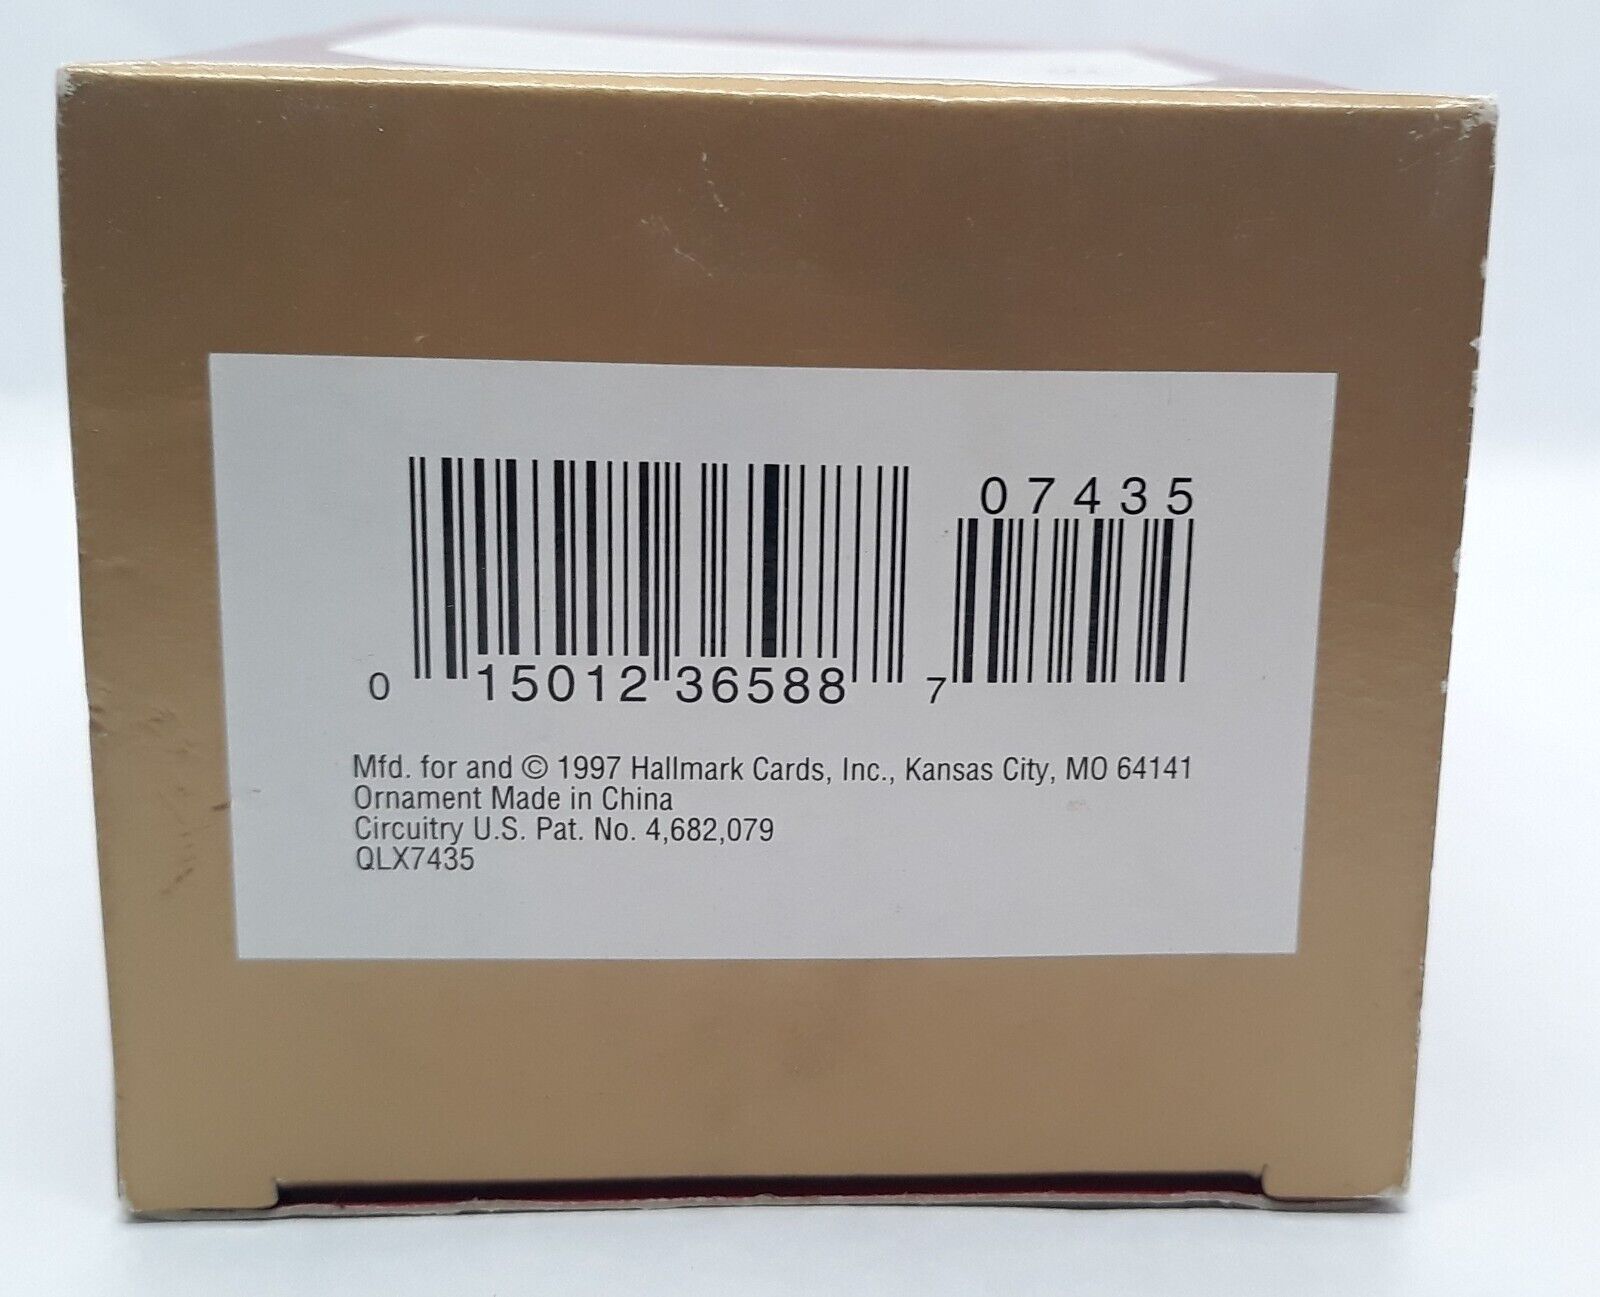 07435
0 15012 36588 7
Mfd. for and © 1997 Hallmark Cards, Inc., Kansas City, MO 64141
Ornament Made in China
Circuitry U.S. Pat. No. 4,682,079
QLX7435